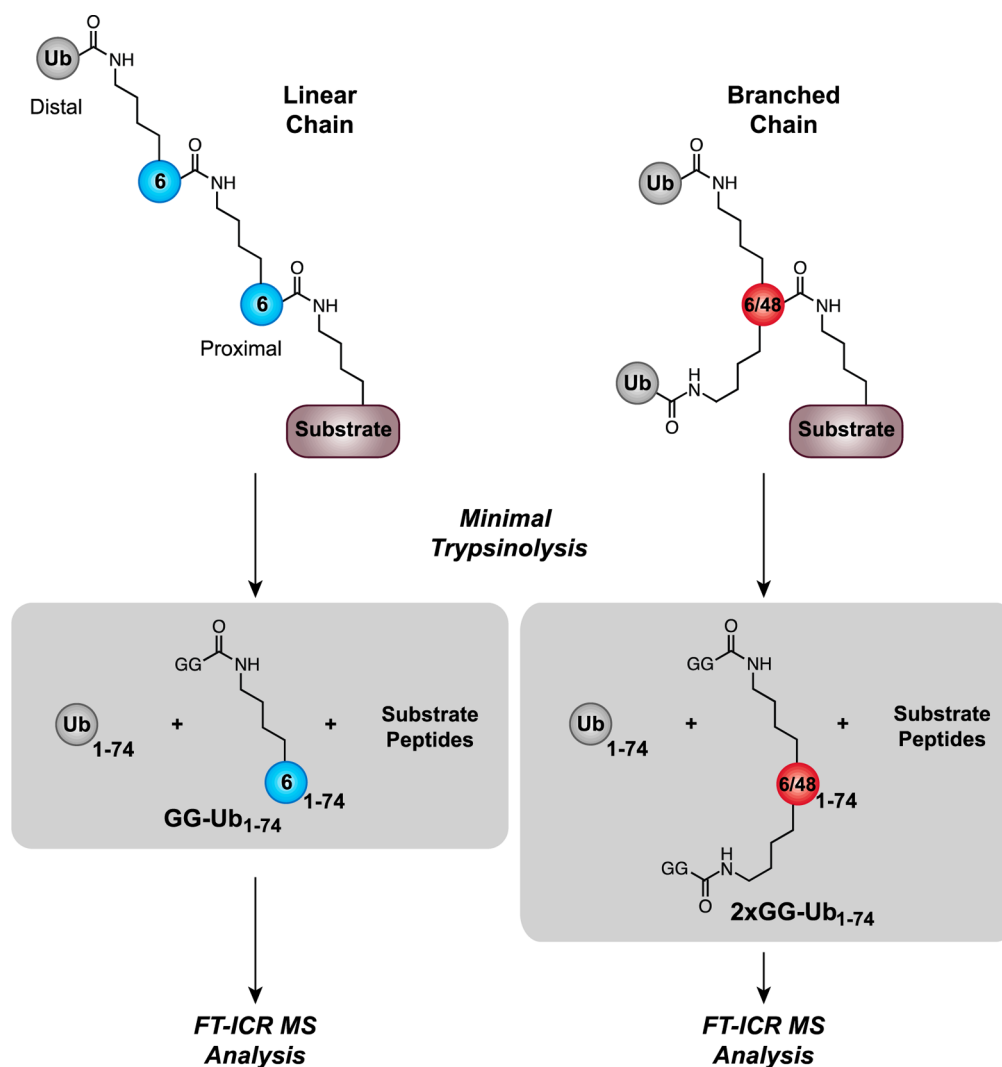 O
Ub
NH
Distal
Linear
Chain
O
6
NH
O
6
NH
Proximal
Substrate
Branched
Chain
O
Ub
NH
O
6/48
NH
Ub
H
N
O
Substrate
Minimal
Trypsinolysis
O
GG
NH
Ub
1-74
+
+
Substrate
Peptides
6
1-74
GG-Ub1-74
O
GG
NH
Ub
1-74
+
+
Substrate
Peptides
6/48
1-74
GG
H
N
O
2xGG-Ub1-74
FT-ICR MS
Analysis
FT-ICR MS
Analysis